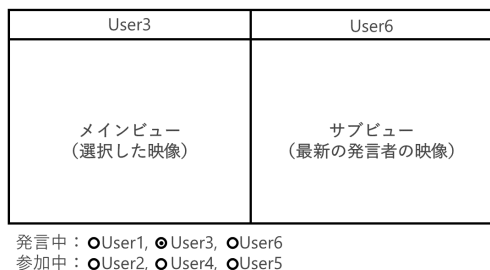 User3
User6
メインビュー
（選択した映像）
サブビュー
（最新の発言者の映像）
発言中：○User1, ◉User3, ○User6
参加中：○User2, ○User4, ○User5